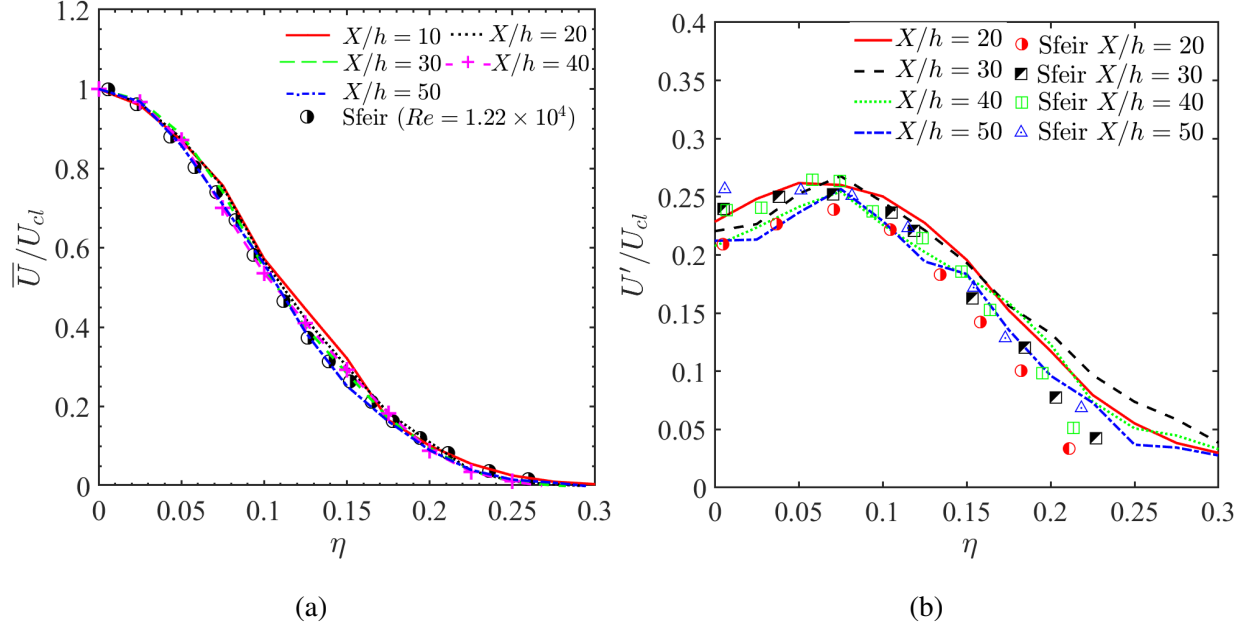 (a)
1.2
1
0.8
0.6
0.4
0.2
0
U̅/U_cl
X/h = 10 X/h = 20
X/h = 30 X/h = 40
X/h = 50
Sfeir (Re = 1.22 × 10⁴)
0 0.05 0.1 0.15 0.2 0.25 0.3
η
(b)
0.4
0.35
0.3
0.25
0.2
0.15
0.1
0.05
0
U′/U_cl
X/h = 20 Sfeir X/h = 20
X/h = 30 Sfeir X/h = 30
X/h = 40 Sfeir X/h = 40
X/h = 50 Sfeir X/h = 50
0 0.05 0.1 0.15 0.2 0.25 0.3
η
(a)
(b)